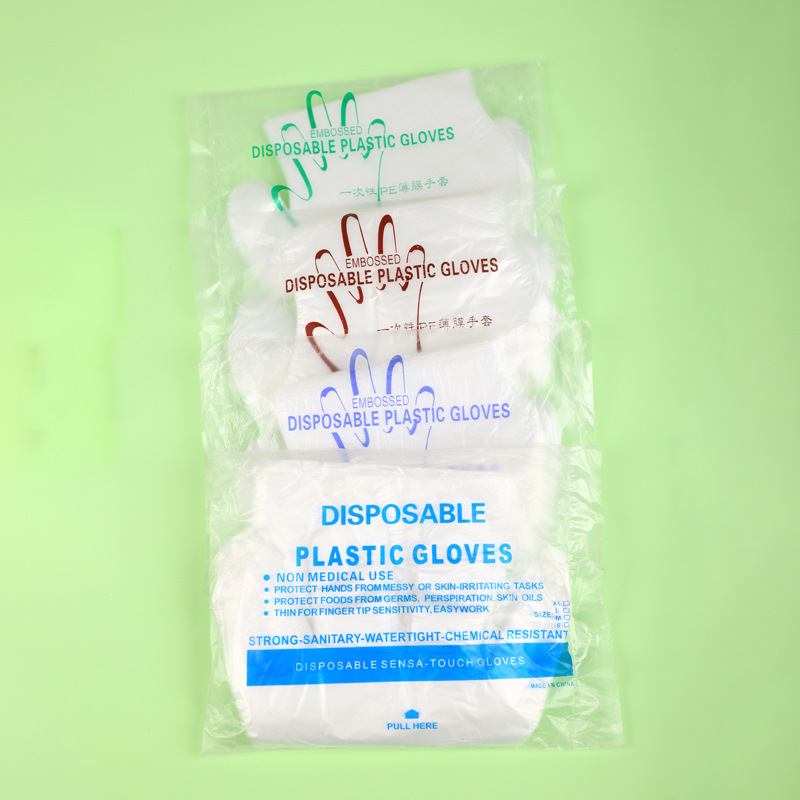 EMBOSSED
DISPOSABLE PLASTIC GLOVES
一次性PE薄膜手套
EMBOSSED
DISPOSABLE PLASTIC GLOVES
一次性PE薄膜手套
EMBOSSED
DISPOSABLE PLASTIC GLOVES
DISPOSABLE
PLASTIC GLOVES
● NON MEDICAL USE
● PROTECT HANDS FROM MESSY OR SKIN-IRRITATING TASKS
● PROTECT FOODS FROM GERMS, PERSPIRATION, SKIN OILS
● THIN FOR FINGER TIP SENSITIVITY, EASYWORK
XL□
L□
SIZE: M□
S□
STRONG-SANITARY-WATERTIGHT-CHEMICAL RESISTANT
DISPOSABLE SENSA-TOUCH GLOVES
MADE IN CHINA
PULL HERE